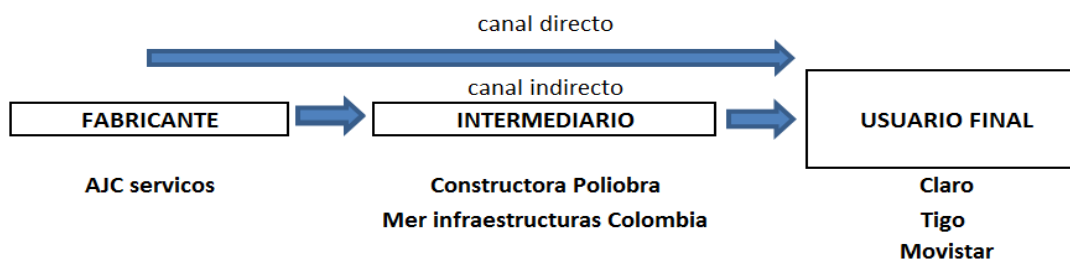 canal directo
canal indirecto
FABRICANTE
INTERMEDIARIO
USUARIO FINAL
AJC servicos
Constructora Poliobra
Claro
Mer infraestructuras Colombia
Tigo
Movistar